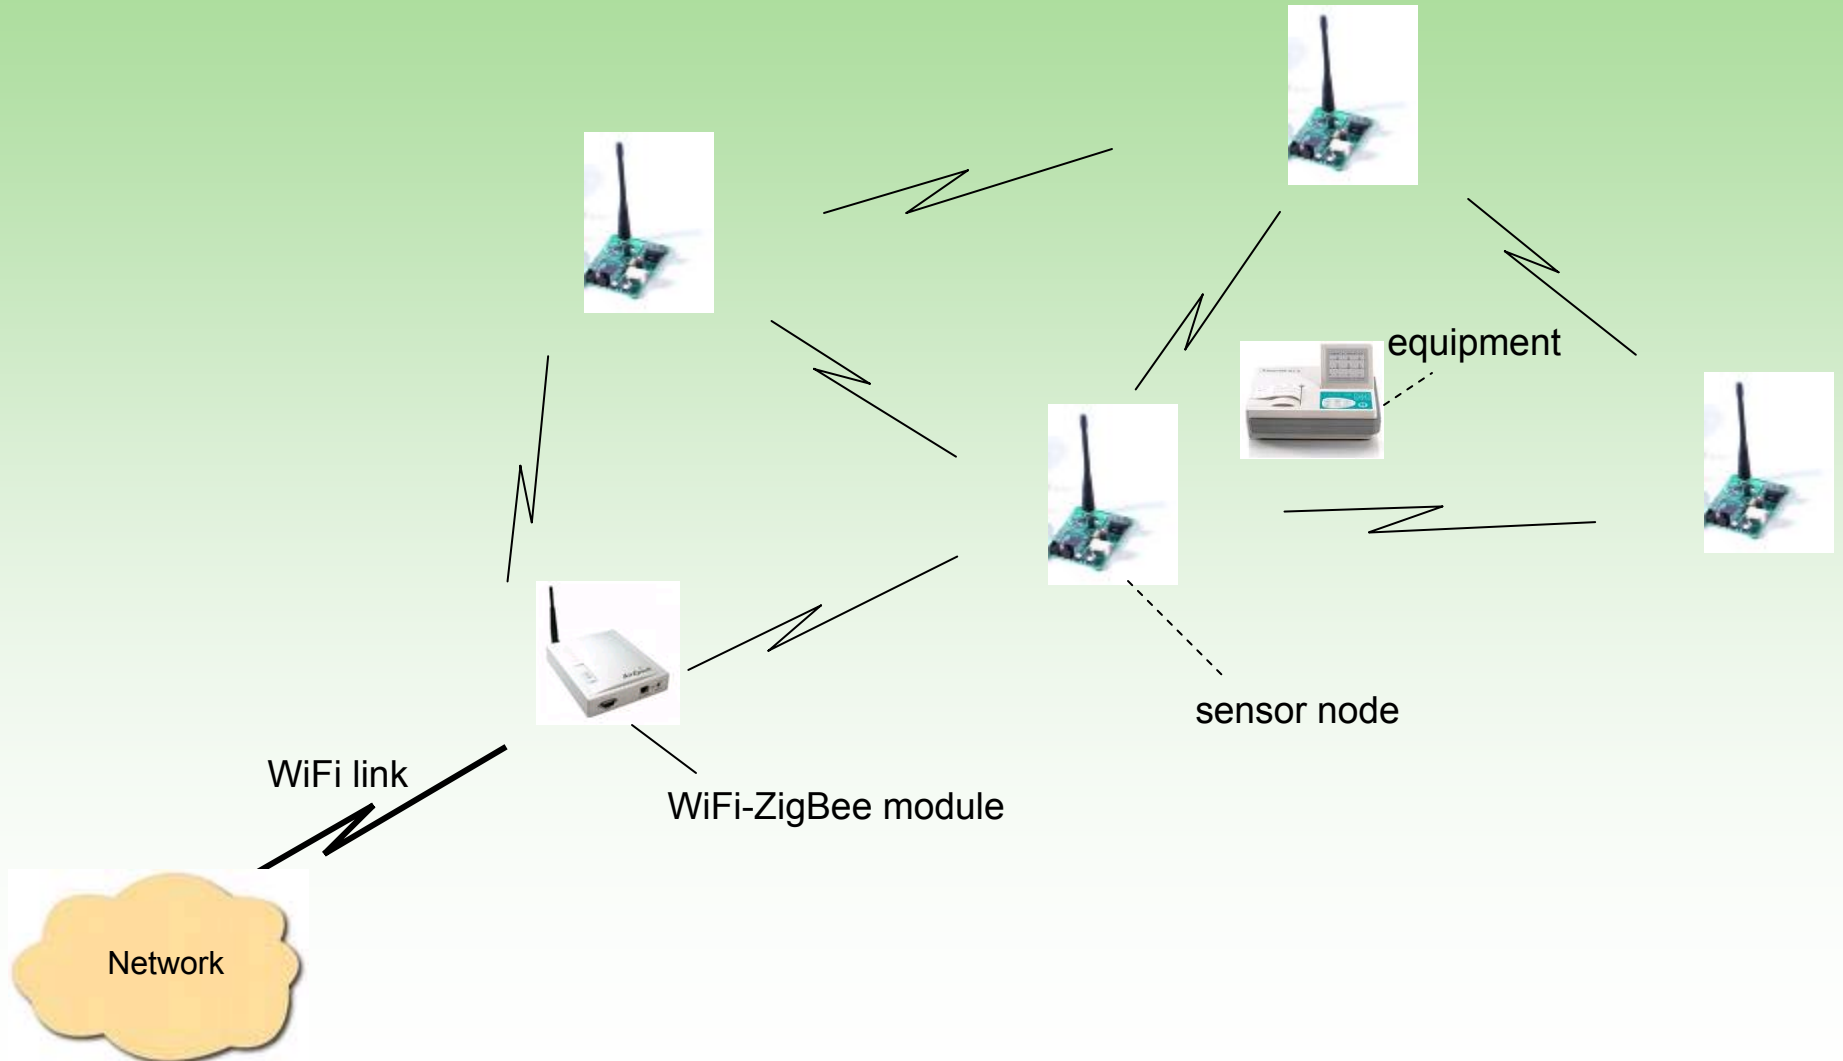 equipment
sensor node
WiFi link
WiFi-ZigBee module
Network